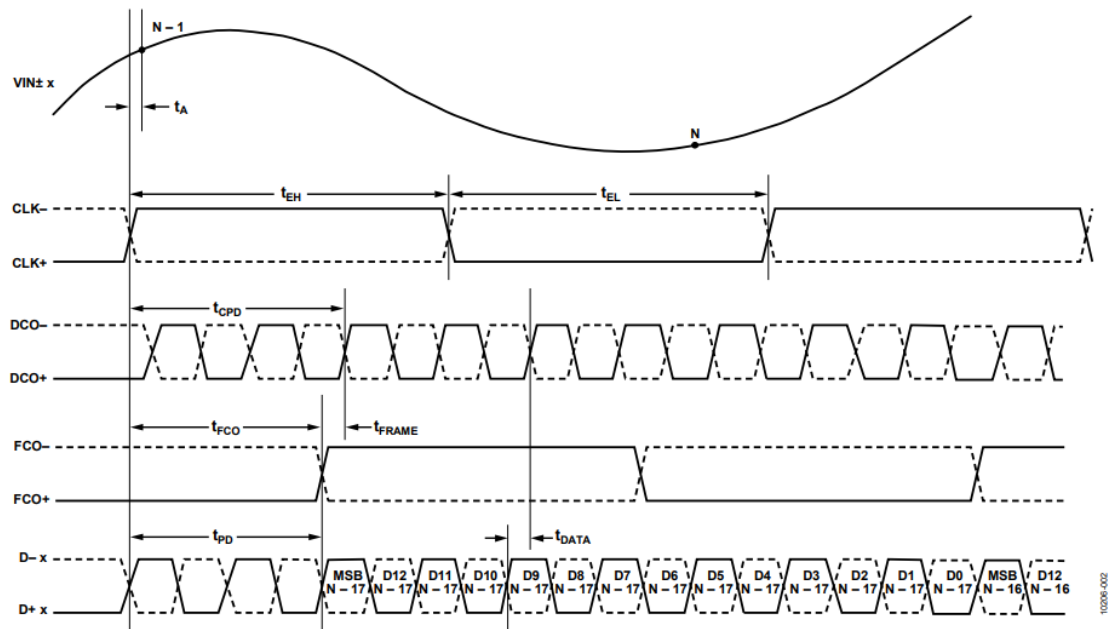 N – 1
VIN± x
tA
N
tEH
tEL
CLK–
CLK+
tCPD
DCO–
DCO+
tFCO
tFRAME
FCO–
FCO+
tPD
tDATA
D– x
MSB D12 D11 D10 D9 D8 D7 D6 D5 D4 D3 D2 D1 D0 MSB D12
N – 17 N – 17 N – 17 N – 17 N – 17 N – 17 N – 17 N – 17 N – 17 N – 17 N – 17 N – 17 N – 17 N – 17 N – 16 N – 16
D+ x
10206-002